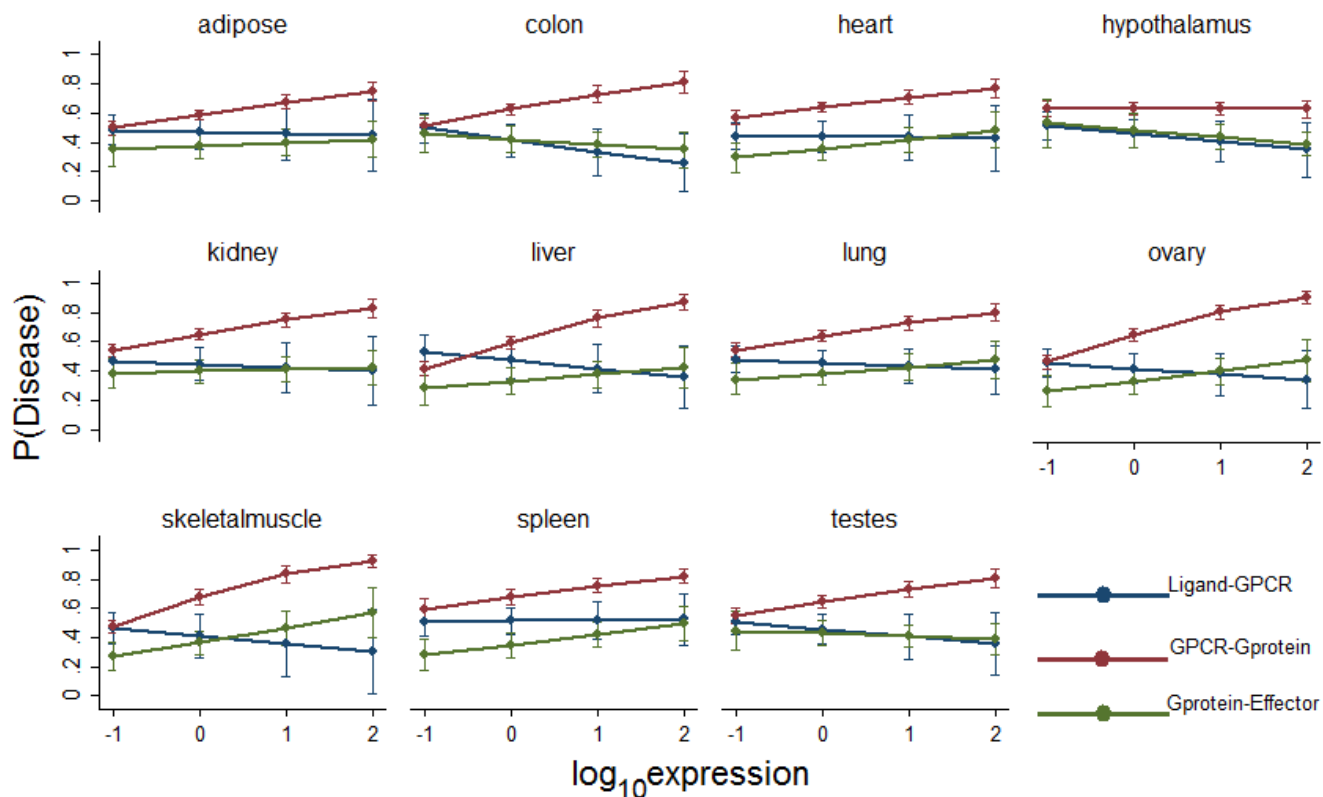 adipose colon heart hypothalamus
1
.8
.6
.4
.2
0
kidney liver lung ovary
1
.8
.6
.4
.2
0
-1 0 1 2
skeletalmuscle spleen testes
1
.8
.6
.4
.2
0
-1 0 1 2 -1 0 1 2 -1 0 1 2
P(Disease)
log10expression
Ligand-GPCR
GPCR-Gprotein
Gprotein-Effector